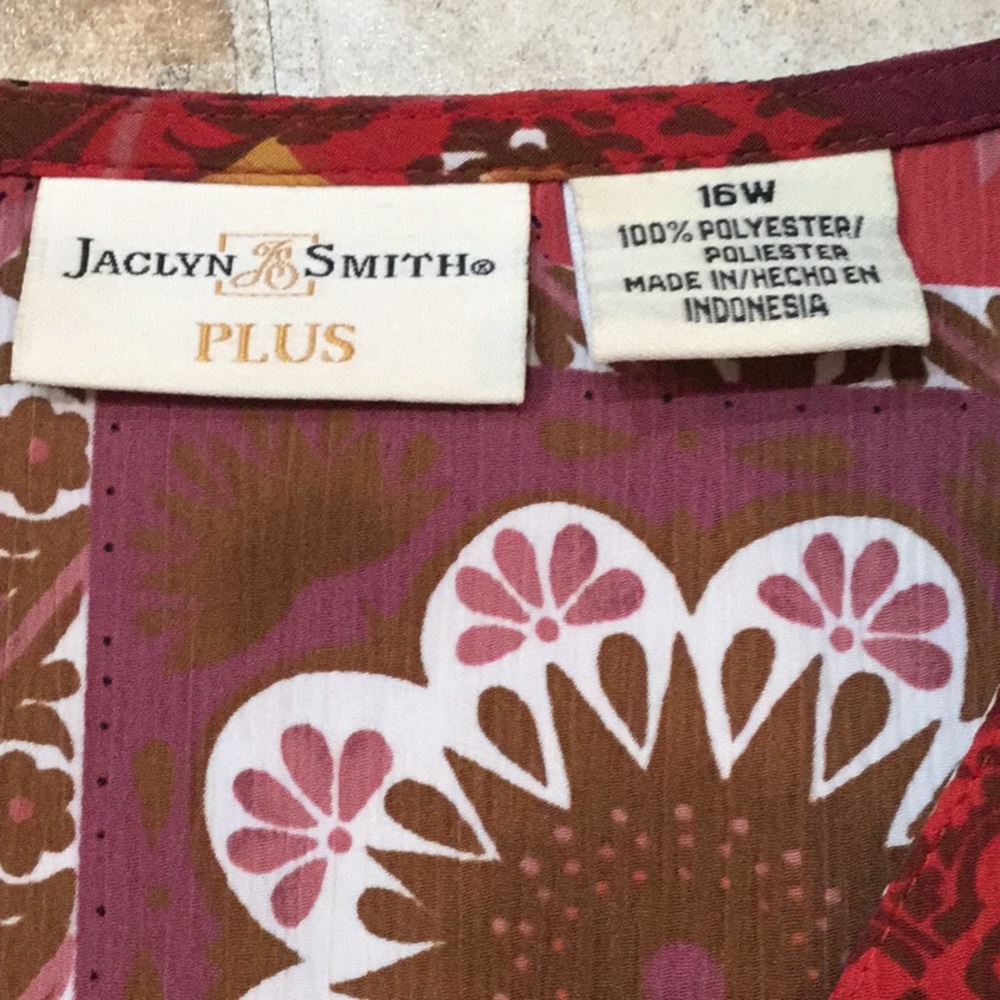 JACLYN JS SMITH®
PLUS
16W
100% POLYESTER/
POLIESTER
MADE IN/HECHO EN
INDONESIA